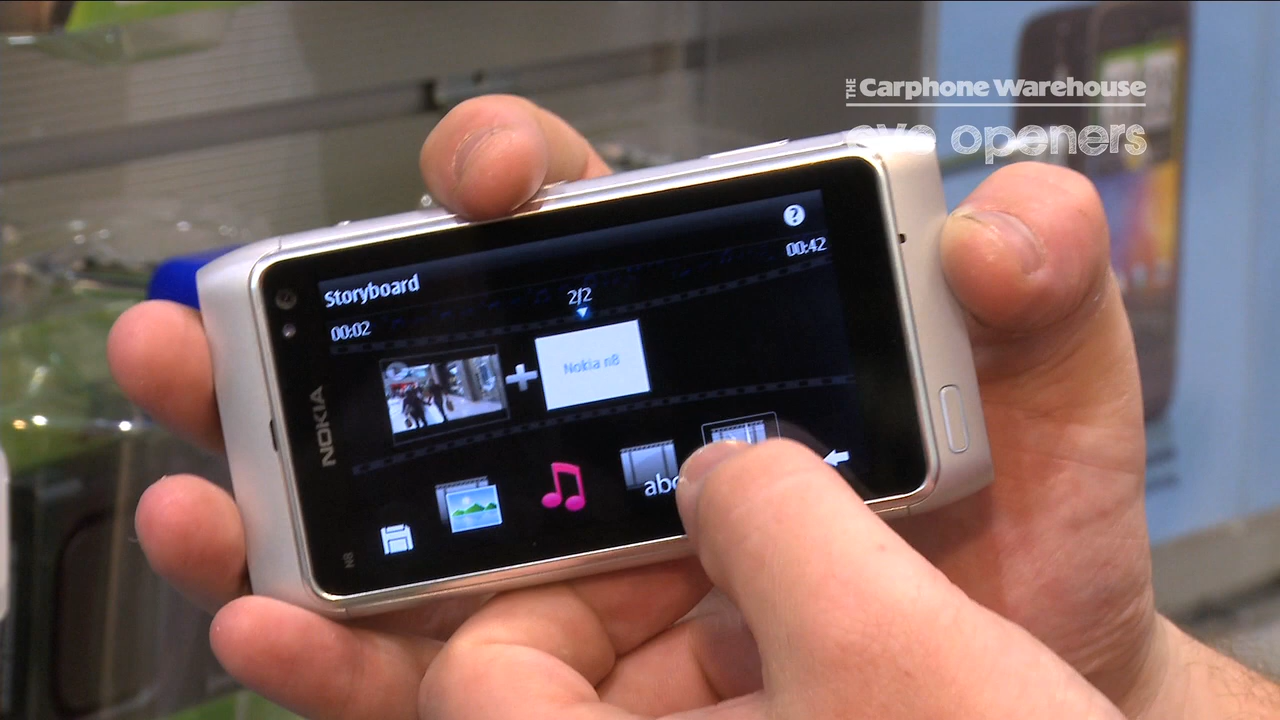 THE Carphone Warehouse
eye openers
00:42
Storyboard
2/2
00:02
Nokia n8
NOKIA
abc
N8